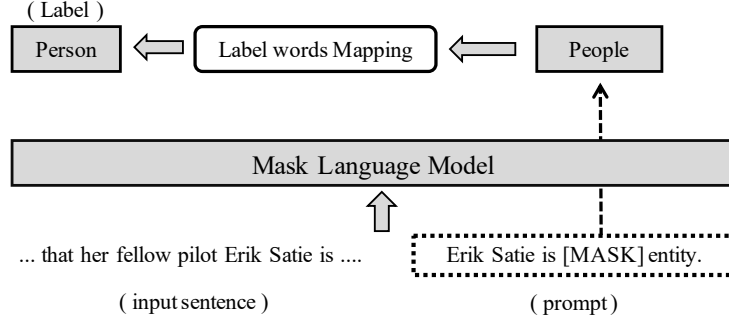 ( Label )
Person
Label words Mapping
People
Mask Language Model
... that her fellow pilot Erik Satie is ....
Erik Satie is [MASK] entity.
( input sentence )
( prompt )